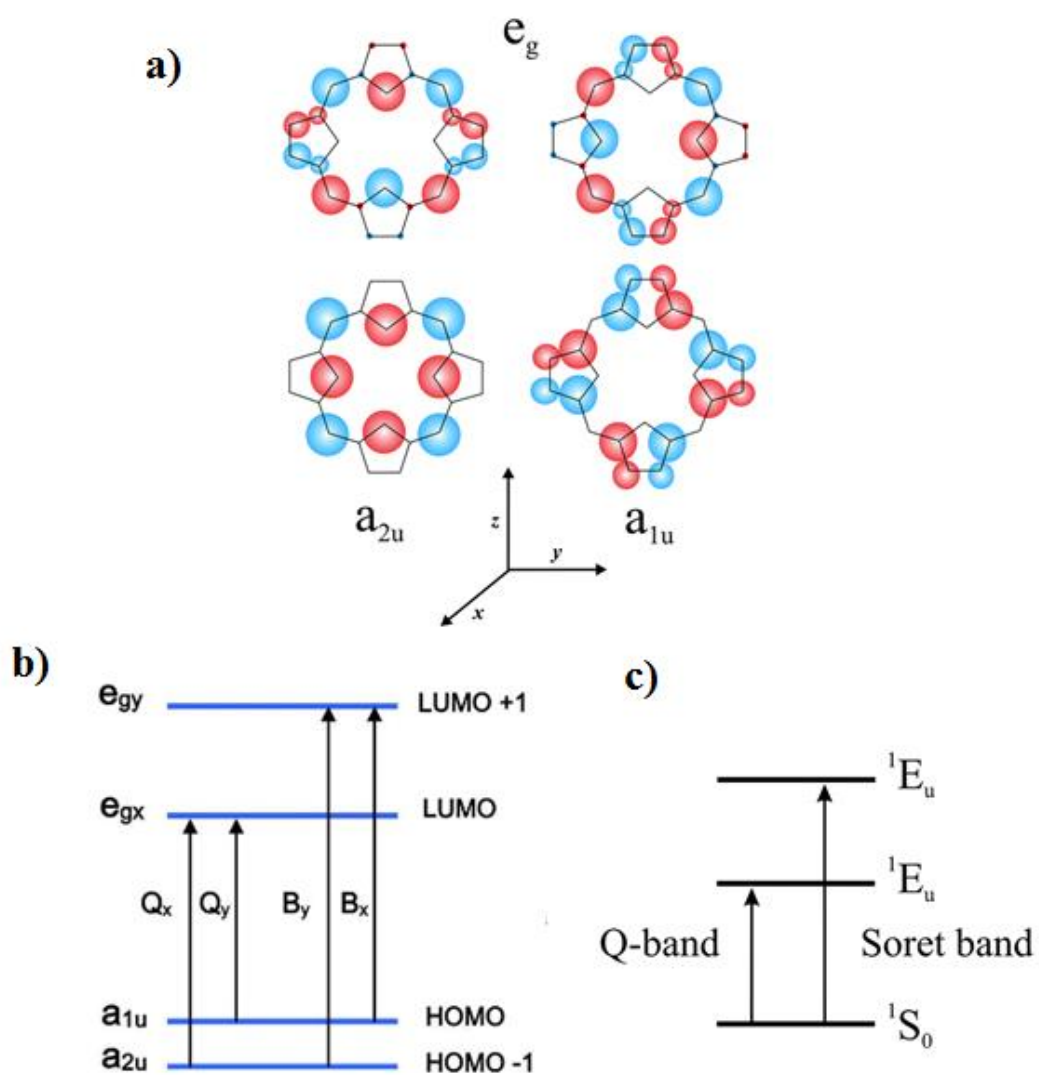 a)
e_g
a_2u
a_1u
z
y
x
b)
e_gy LUMO +1
e_gx LUMO
Q_x Q_y B_y B_x
a_1u HOMO
a_2u HOMO -1
c)
¹E_u
¹E_u
Q-band Soret band
¹S₀